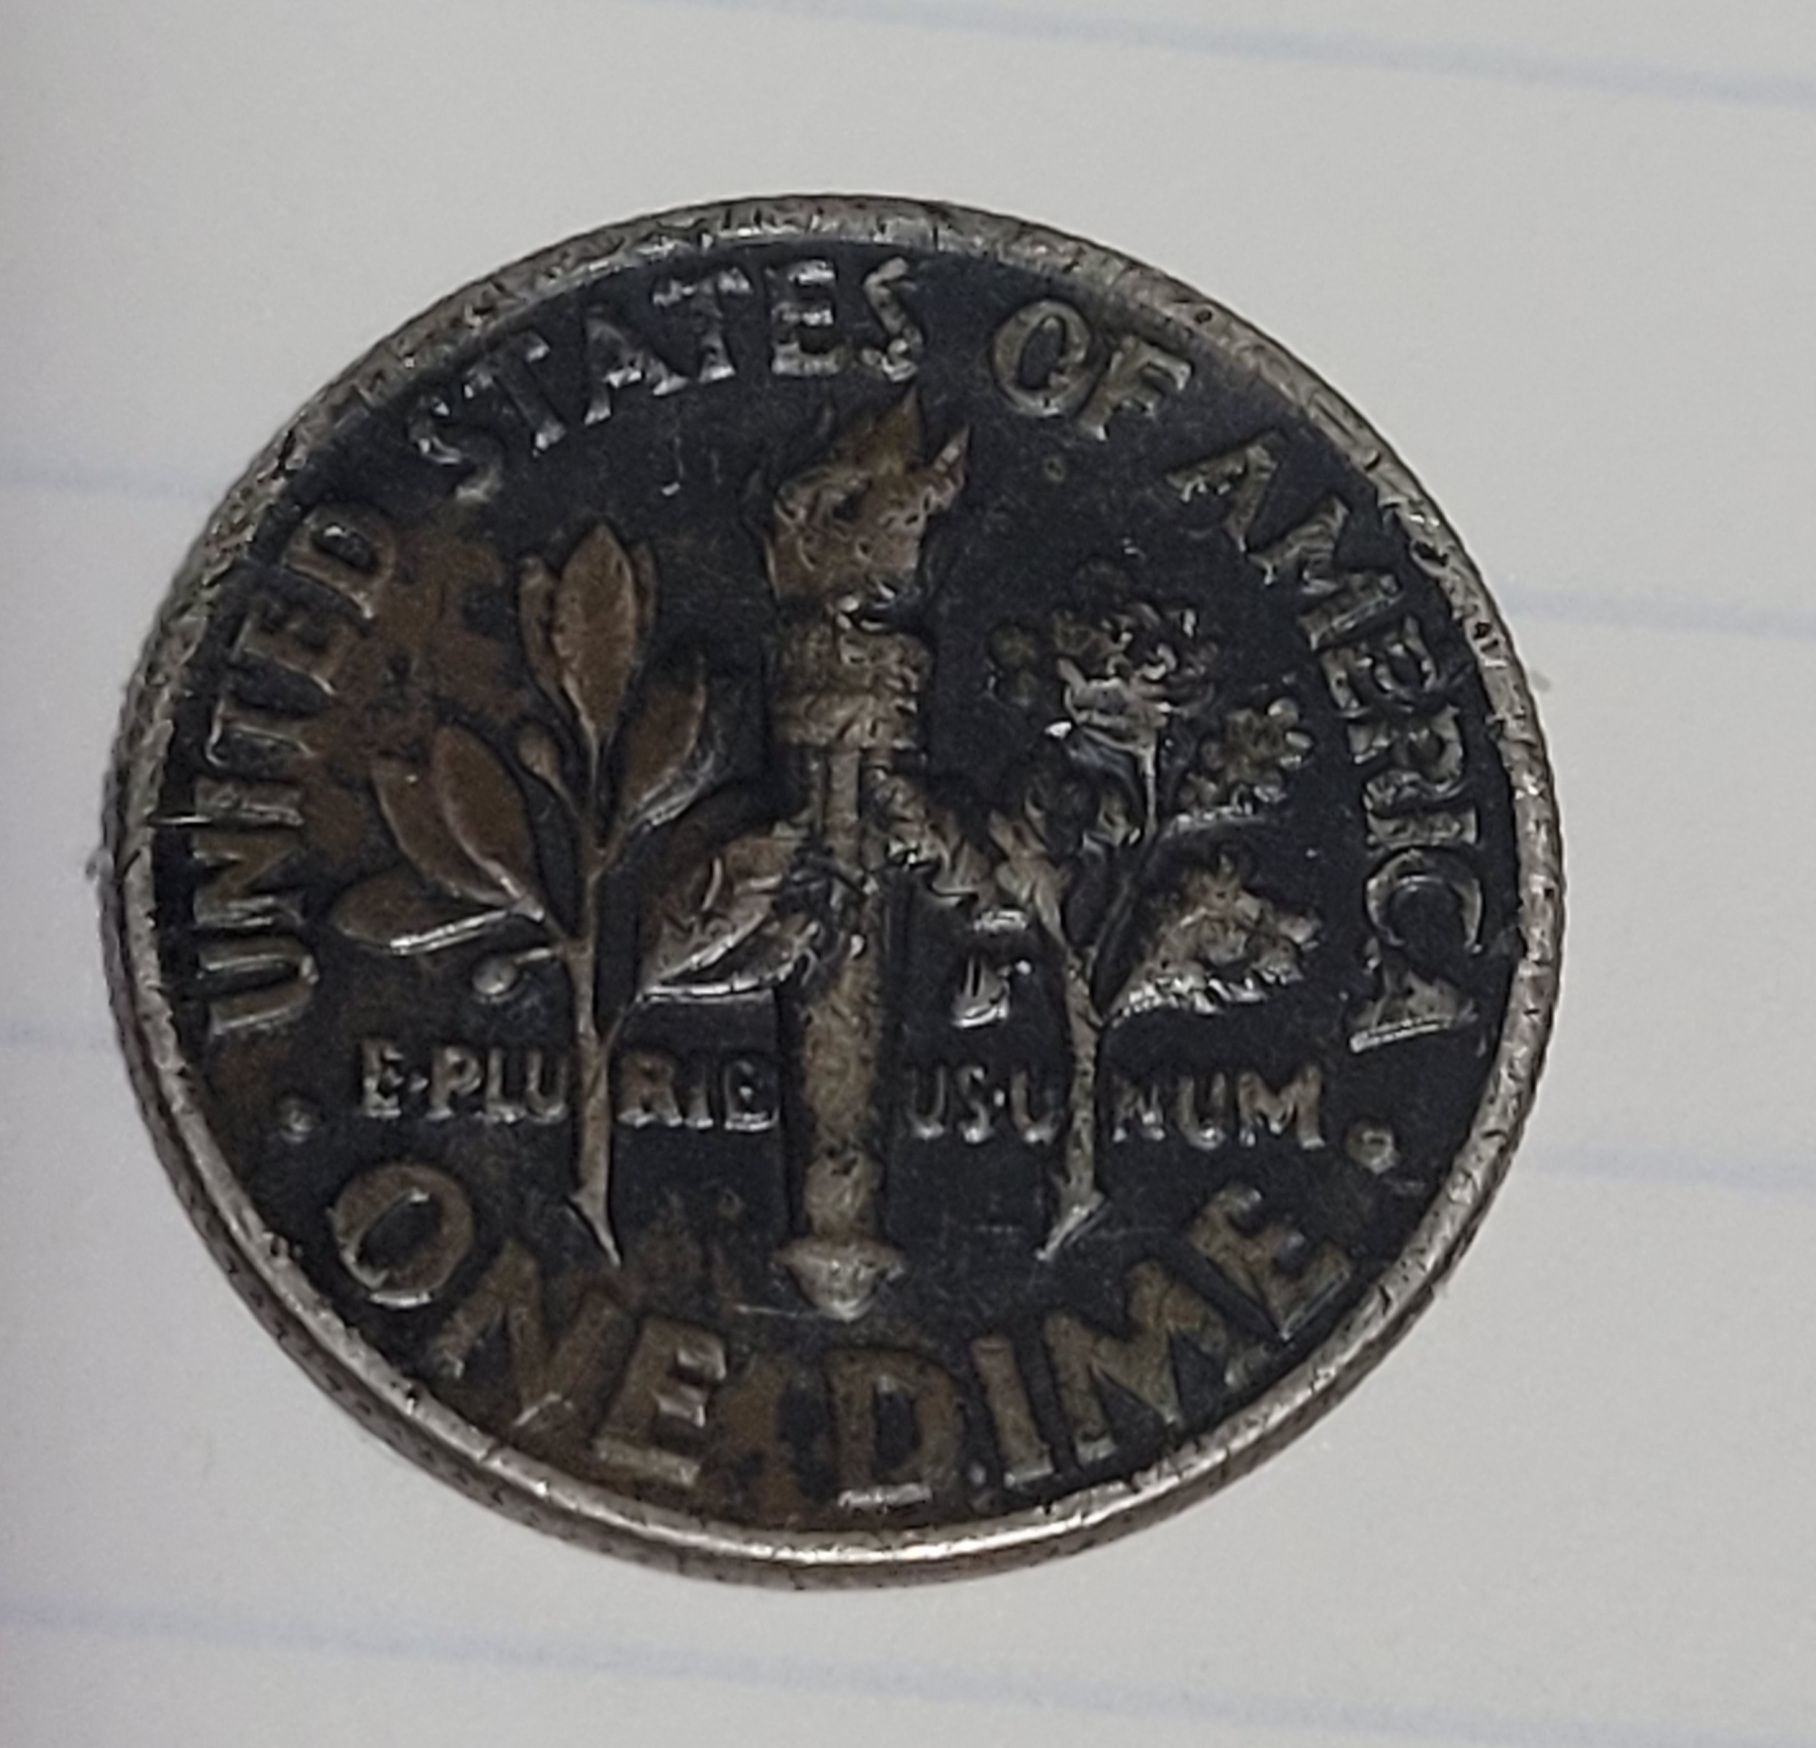 UNITED STATES OF AMERICA
E·PLURIBUS·UNUM
ONE DIME